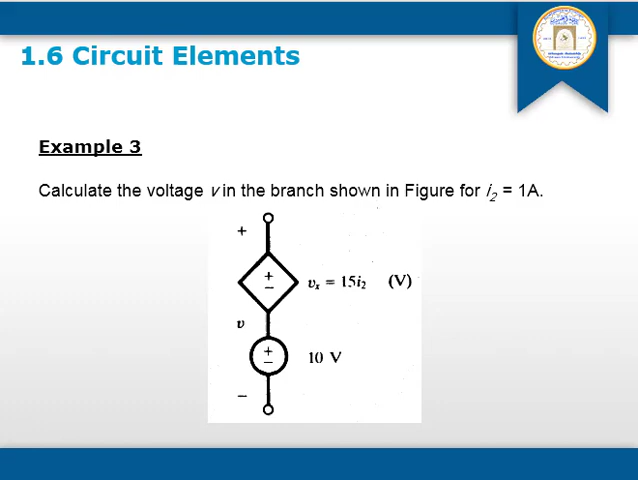 1.6 Circuit Elements
Example 3
Calculate the voltage v in the branch shown in Figure for i2 = 1A.
+
+
−
vx = 15i2 (V)
v
+
−
10 V
−